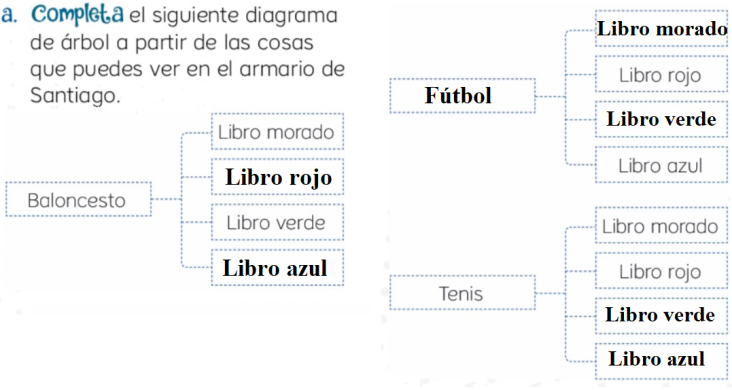 a. Completa el siguiente diagrama
de árbol a partir de las cosas
que puedes ver en el armario de
Santiago.
Baloncesto
Libro morado
Libro rojo
Libro verde
Libro azul
Fútbol
Libro morado
Libro rojo
Libro verde
Libro azul
Tenis
Libro morado
Libro rojo
Libro verde
Libro azul